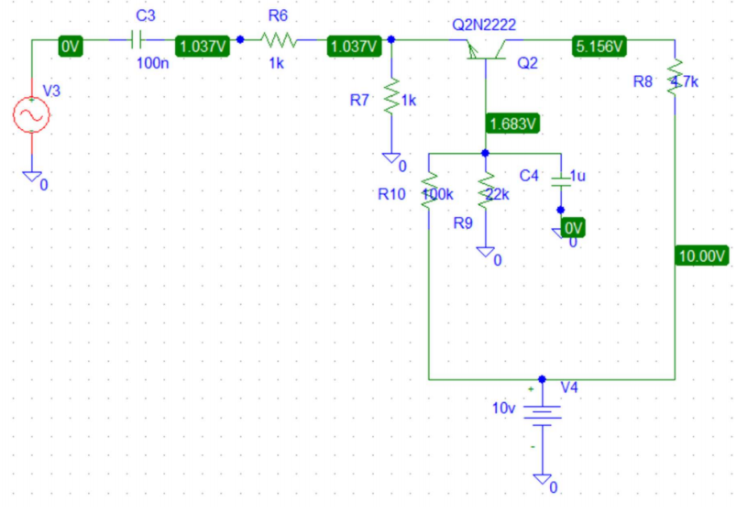 C3
R6
Q2N2222
0V
1.037V
1.037V
5.156V
100n
1k
Q2
V3
R7
1k
R8
4.7k
1.683V
0
0
C4
1u
R10
100k
22k
R9
0V
0
0
10.00V
V4
+
10v
-
0